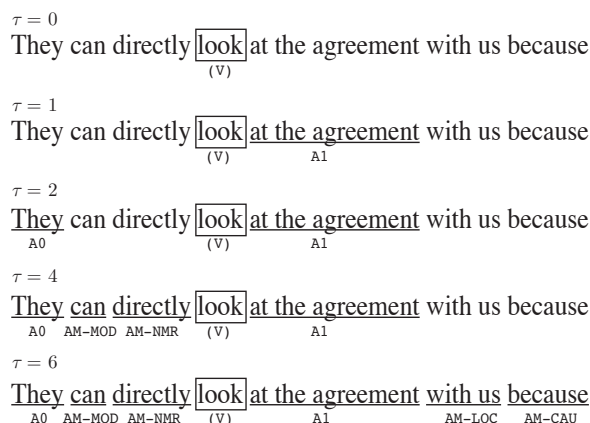 τ = 0
They can directly look at the agreement with us because
(V)
τ = 1
They can directly look at the agreement with us because
(V) A1
τ = 2
They can directly look at the agreement with us because
A0 (V) A1
τ = 4
They can directly look at the agreement with us because
A0 AM-MOD AM-NMR (V) A1
τ = 6
They can directly look at the agreement with us because
A0 AM-MOD AM-NMR (V) A1 AM-LOC AM-CAU